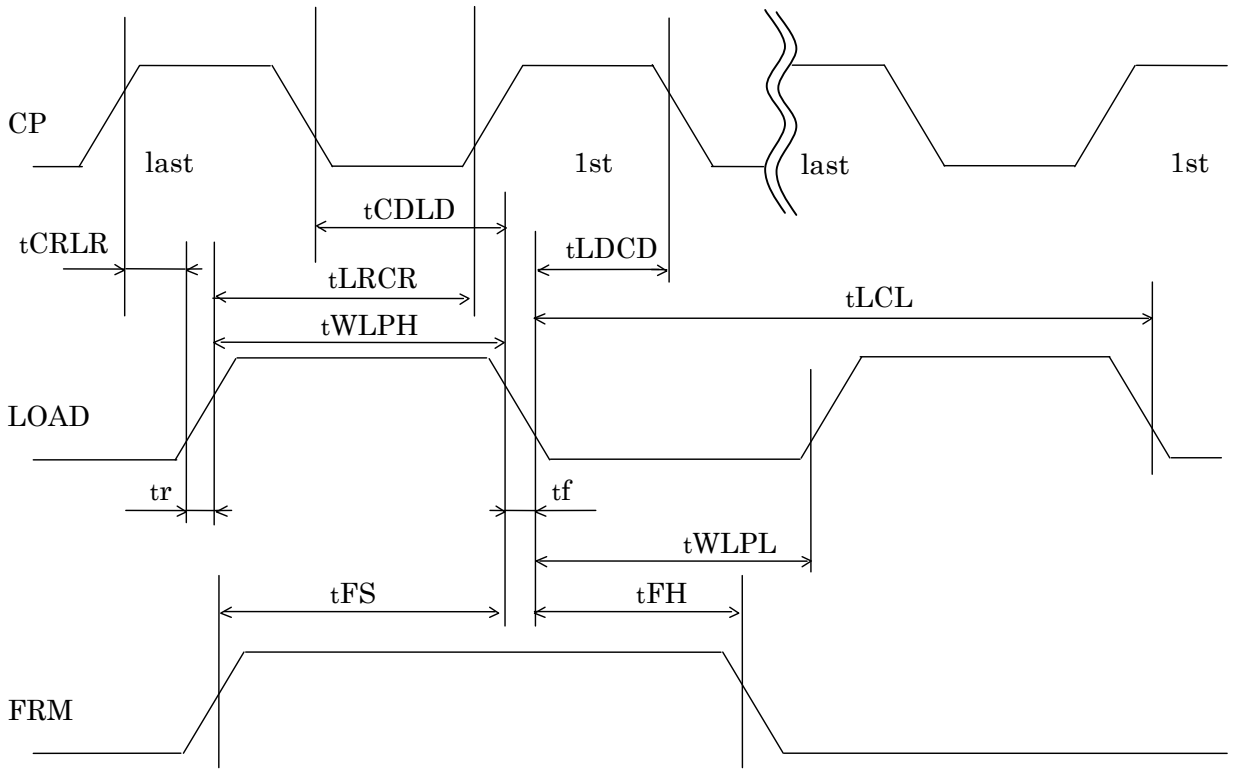 CP
last
1st
last
1st
tCDLD
tCRLR
tLDCD
tLRCR
tLCL
tWLPH
LOAD
tr
tf
tWLPL
tFS
tFH
FRM